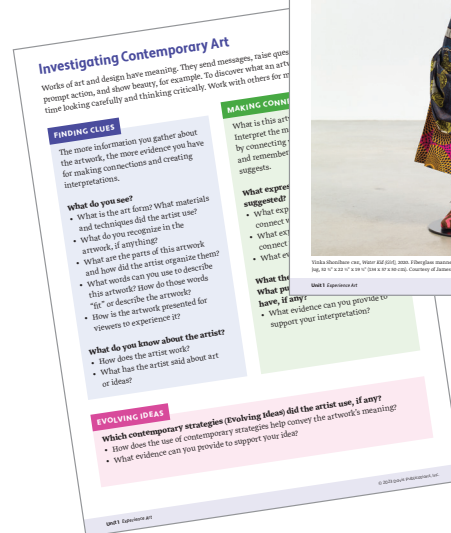 Investigating Contemporary Art
Works of art and design have meaning. They send messages, raise ques
prompt action, and show beauty, for example. To discover what an artw
time looking carefully and thinking critically. Work with others for m
FINDING CLUES
The more information you gather about
the artwork, the more evidence you have
for making connections and creating
interpretations.
What do you see?
• What is the art form? What materials
and techniques did the artist use?
• What do you recognize in the
artwork, if anything?
• What are the parts of this artwork
and how did the artist organize them?
• What words can you use to describe
this artwork? How do those words
"fit" or describe the artwork?
• How is the artwork presented for
viewers to experience it?
What do you know about the artist?
• How does the artist work?
• What has the artist said about art
or ideas?
MAKING CONNE
What is this art
Interpret the m
by connecting
and remember
suggests.
What expres
suggested?
• What exp
connect w
• What ex
connect
• What ev
What the
What pu
have, if any?
• What evidence can you provide to
support your interpretation?
EVOLVING IDEAS
Which contemporary strategies (Evolving Ideas) did the artist use, if any?
• How does the use of contemporary strategies help convey the artwork's meaning?
• What evidence can you provide to support your idea?
Unit 1 Experience Art
Yinka Shonibare CBE, Water Kid (Girl), 2020. Fiberglass manne
Unit 1 Experience Art